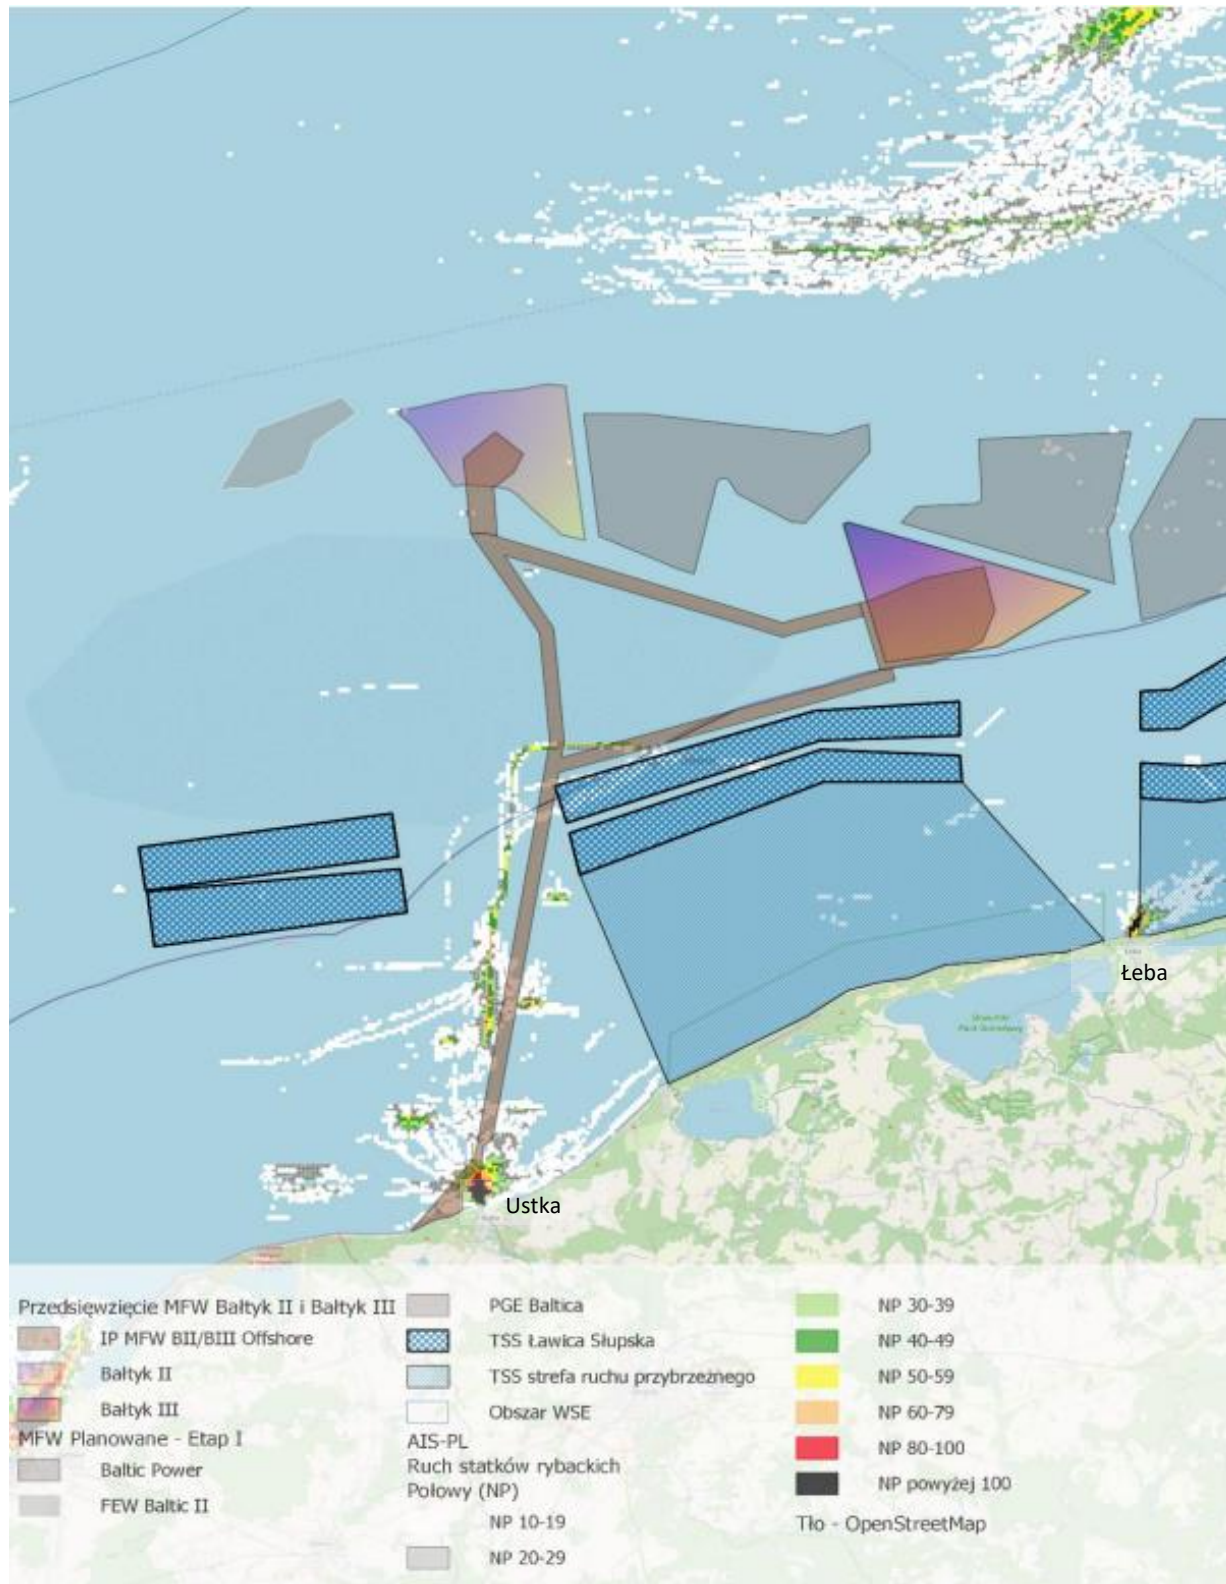 Łeba
Ustka
Przedsięwzięcie MFW Bałtyk II i Bałtyk III
IP MFW BII/BIII Offshore
Bałtyk II
Bałtyk III
MFW Planowane - Etap I
Baltic Power
FEW Baltic II
PGE Baltica
TSS Ławica Słupska
TSS strefa ruchu przybrzeżnego
Obszar WSE
AIS-PL
Ruch statków rybackich
Połowy (NP)
NP 10-19
NP 20-29
NP 30-39
NP 40-49
NP 50-59
NP 60-79
NP 80-100
NP powyżej 100
Tło - OpenStreetMap